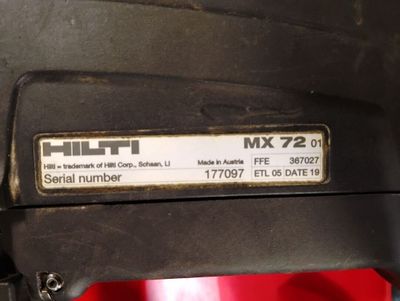 HILTI MX 72 01
Hilti = trademark of Hilti Corp., Schaan, LI Made in Austria FFE 367027
Serial number 177097 ETL 05 DATE 19